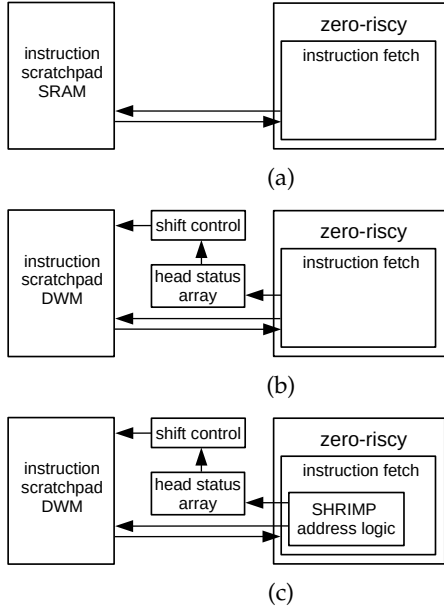 instruction
scratchpad
SRAM
zero-riscy
instruction fetch
(a)
instruction
scratchpad
DWM
shift control
head status
array
zero-riscy
instruction fetch
(b)
instruction
scratchpad
DWM
shift control
head status
array
zero-riscy
instruction fetch
SHRIMP
address logic
(c)